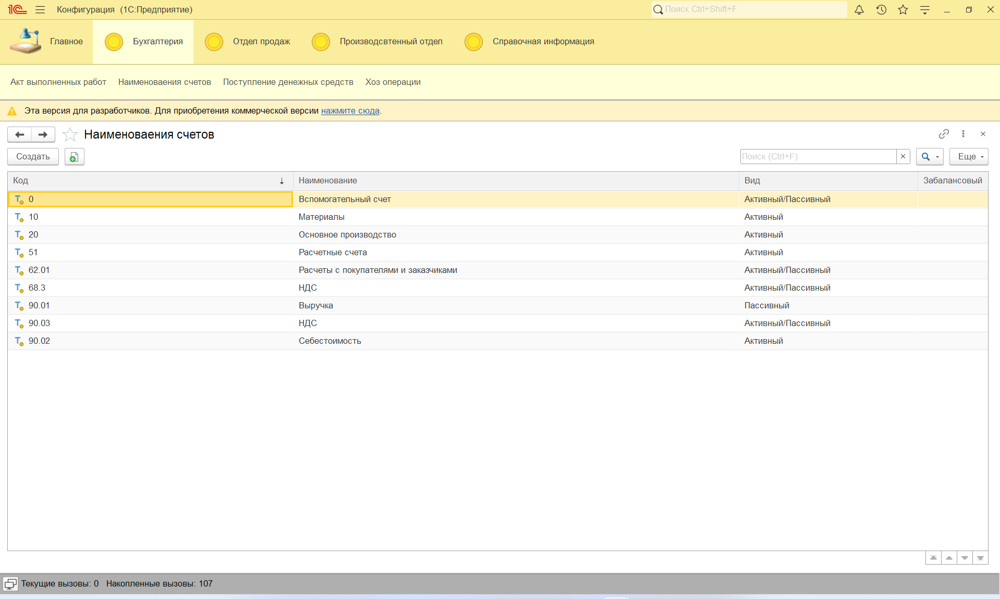 1С Конфигурация (1С:Предприятие) Поиск Ctrl+Shift+F
Главное Бухгалтерия Отдел продаж Производсвтенный отдел Справочная информация
Акт выполненных работ Наименоваения счетов Поступление денежных средств Хоз операции
Эта версия для разработчиков. Для приобретения коммерческой версии нажмите сюда.
Наименоваения счетов
Создать Поиск (Ctrl+F) Еще
Код Наименование Вид Забалансовый
0 Вспомогательный счет Активный/Пассивный
10 Материалы Активный
20 Основное производство Активный
51 Расчетные счета Активный
62.01 Расчеты с покупателями и заказчиками Активный/Пассивный
68.3 НДС Активный/Пассивный
90.01 Выручка Пассивный
90.03 НДС Активный/Пассивный
90.02 Себестоимость Активный
Текущие вызовы: 0 Накопленные вызовы: 107